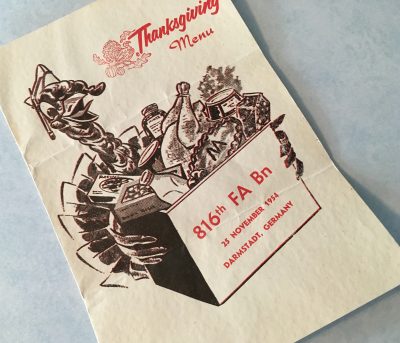 Thanksgiving
Menu
816th FA Bn
25 NOVEMBER 1954
DARMSTADT, GERMANY